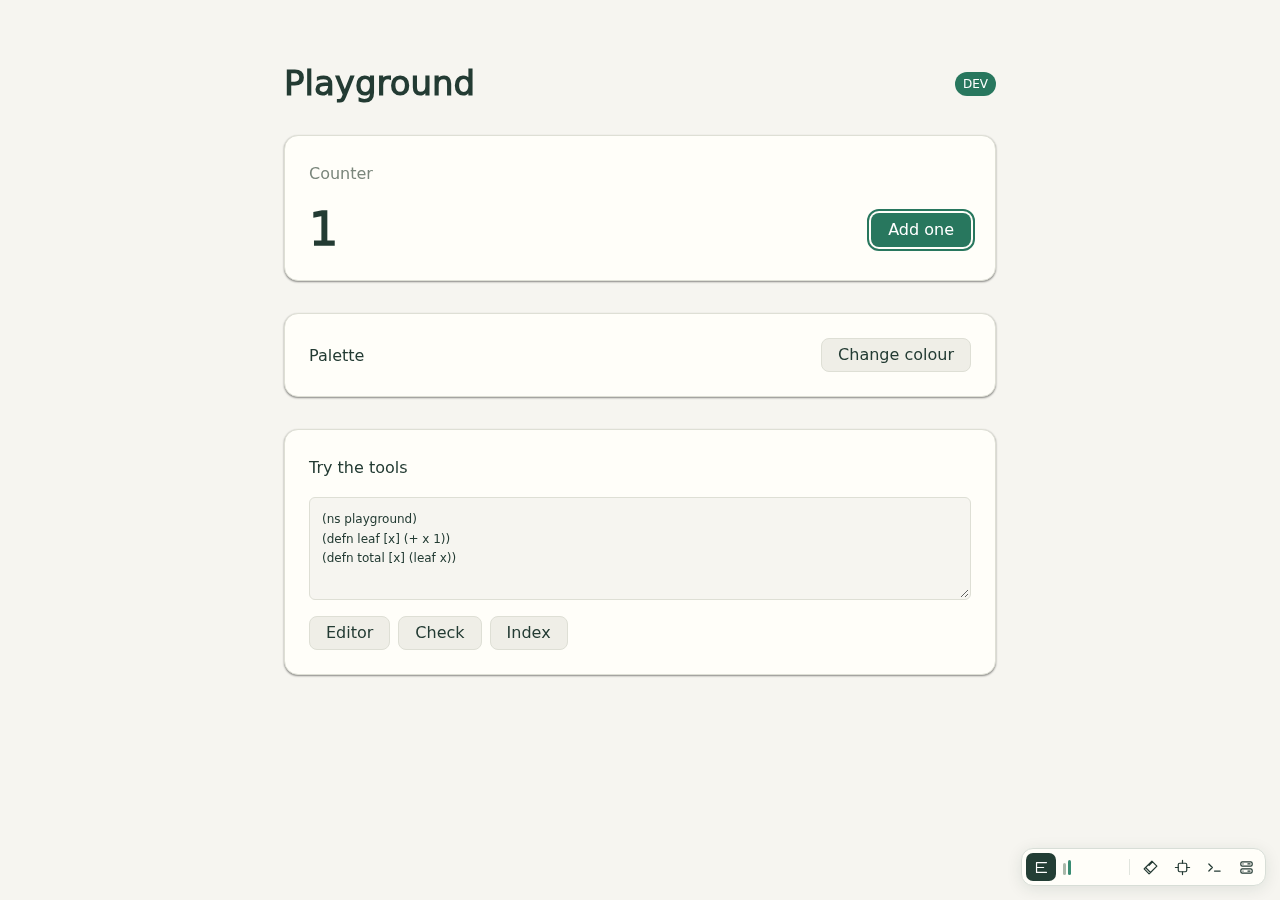 Playground
DEV
Counter
1
Add one
Palette
Change colour
Try the tools
(ns playground)
(defn leaf [x] (+ x 1))
(defn total [x] (leaf x))
Editor
Check
Index